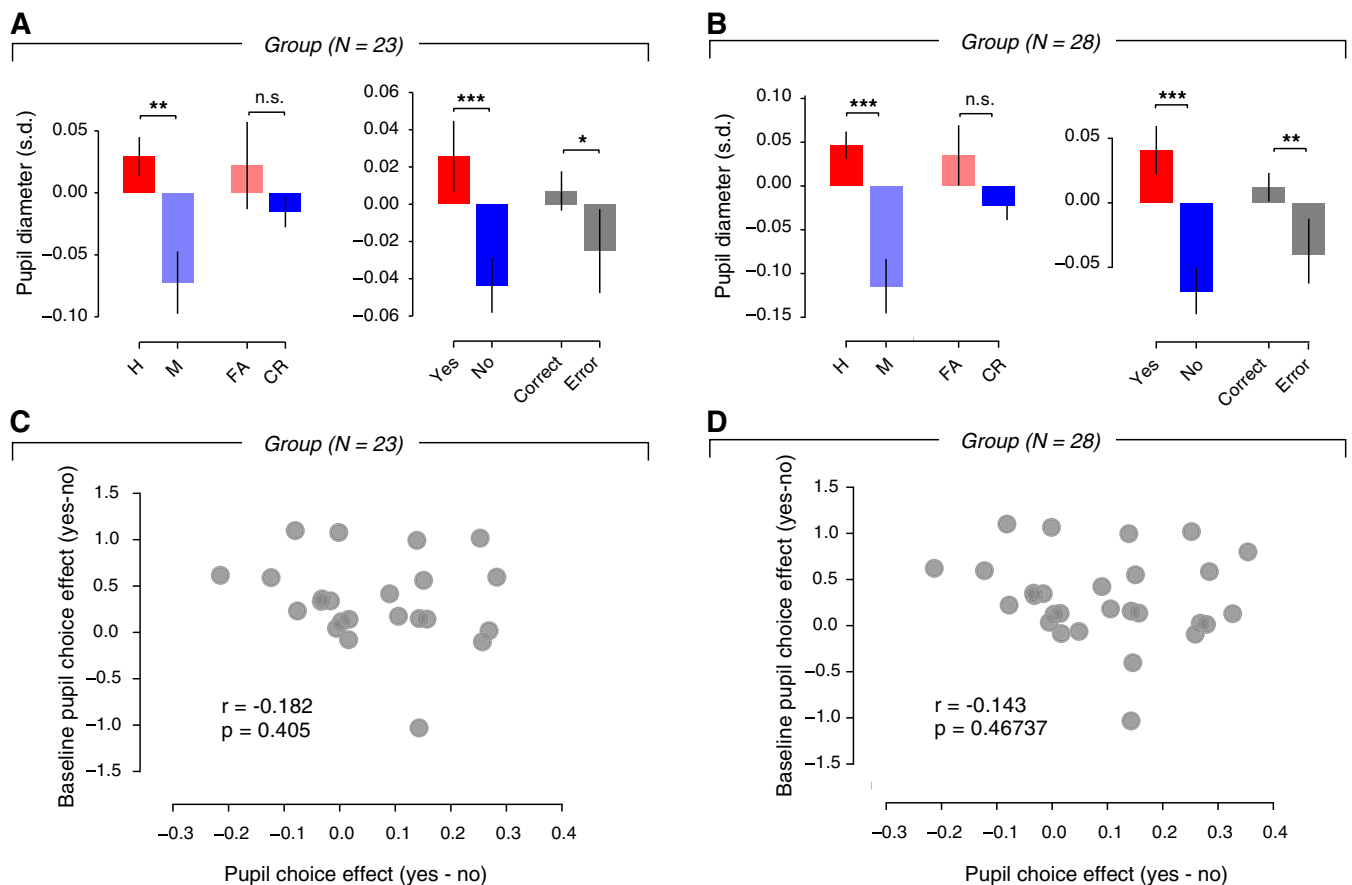 A
Group (N = 23)
Pupil diameter (s.d.)
0.05
0.00
−0.05
−0.10
**
n.s.
H
M
FA
CR
0.06
0.04
0.02
0.00
−0.02
−0.04
−0.06
***
*
Yes
No
Correct
Error
B
Group (N = 28)
Pupil diameter (s.d.)
0.10
0.05
0.00
−0.05
−0.10
−0.15
***
n.s.
H
M
FA
CR
0.05
0.00
−0.05
***
**
Yes
No
Correct
Error
C
Group (N = 23)
Baseline pupil choice effect (yes-no)
1.5
1.0
0.5
0.0
−0.5
−1.0
−1.5
r = -0.182
p = 0.405
−0.3 −0.2 −0.1 0.0 0.1 0.2 0.3 0.4
Pupil choice effect (yes - no)
D
Group (N = 28)
Baseline pupil choice effect (yes-no)
1.5
1.0
0.5
0.0
−0.5
−1.0
−1.5
r = -0.143
p = 0.46737
−0.3 −0.2 −0.1 0.0 0.1 0.2 0.3 0.4
Pupil choice effect (yes - no)